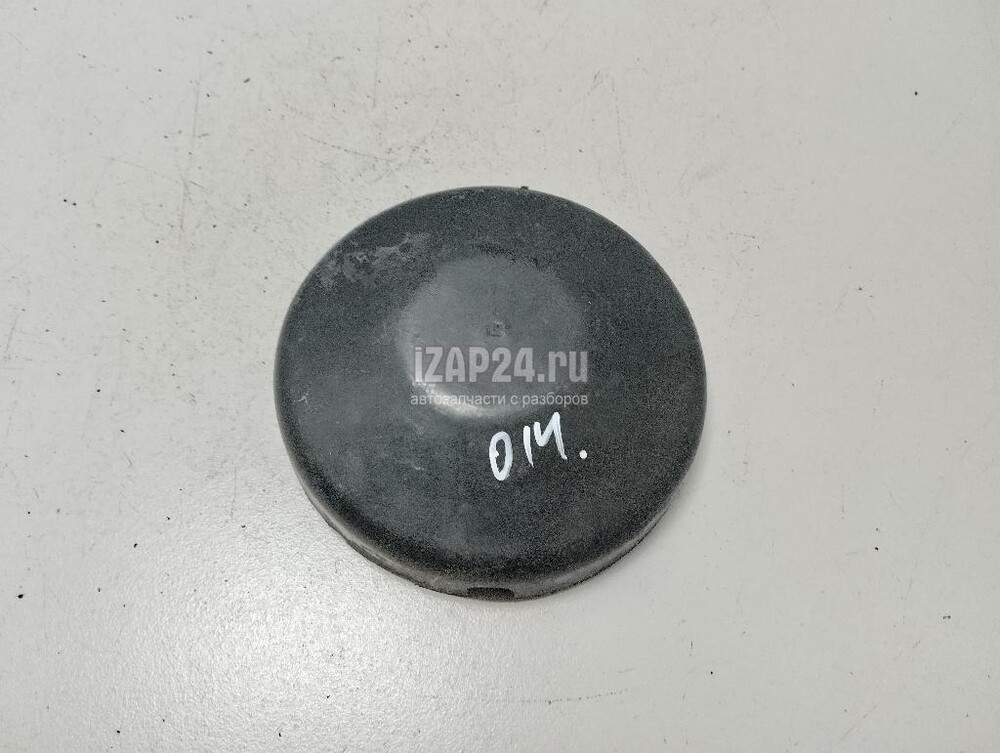 iZAP24.ru
автозапчасти с разборов
014.